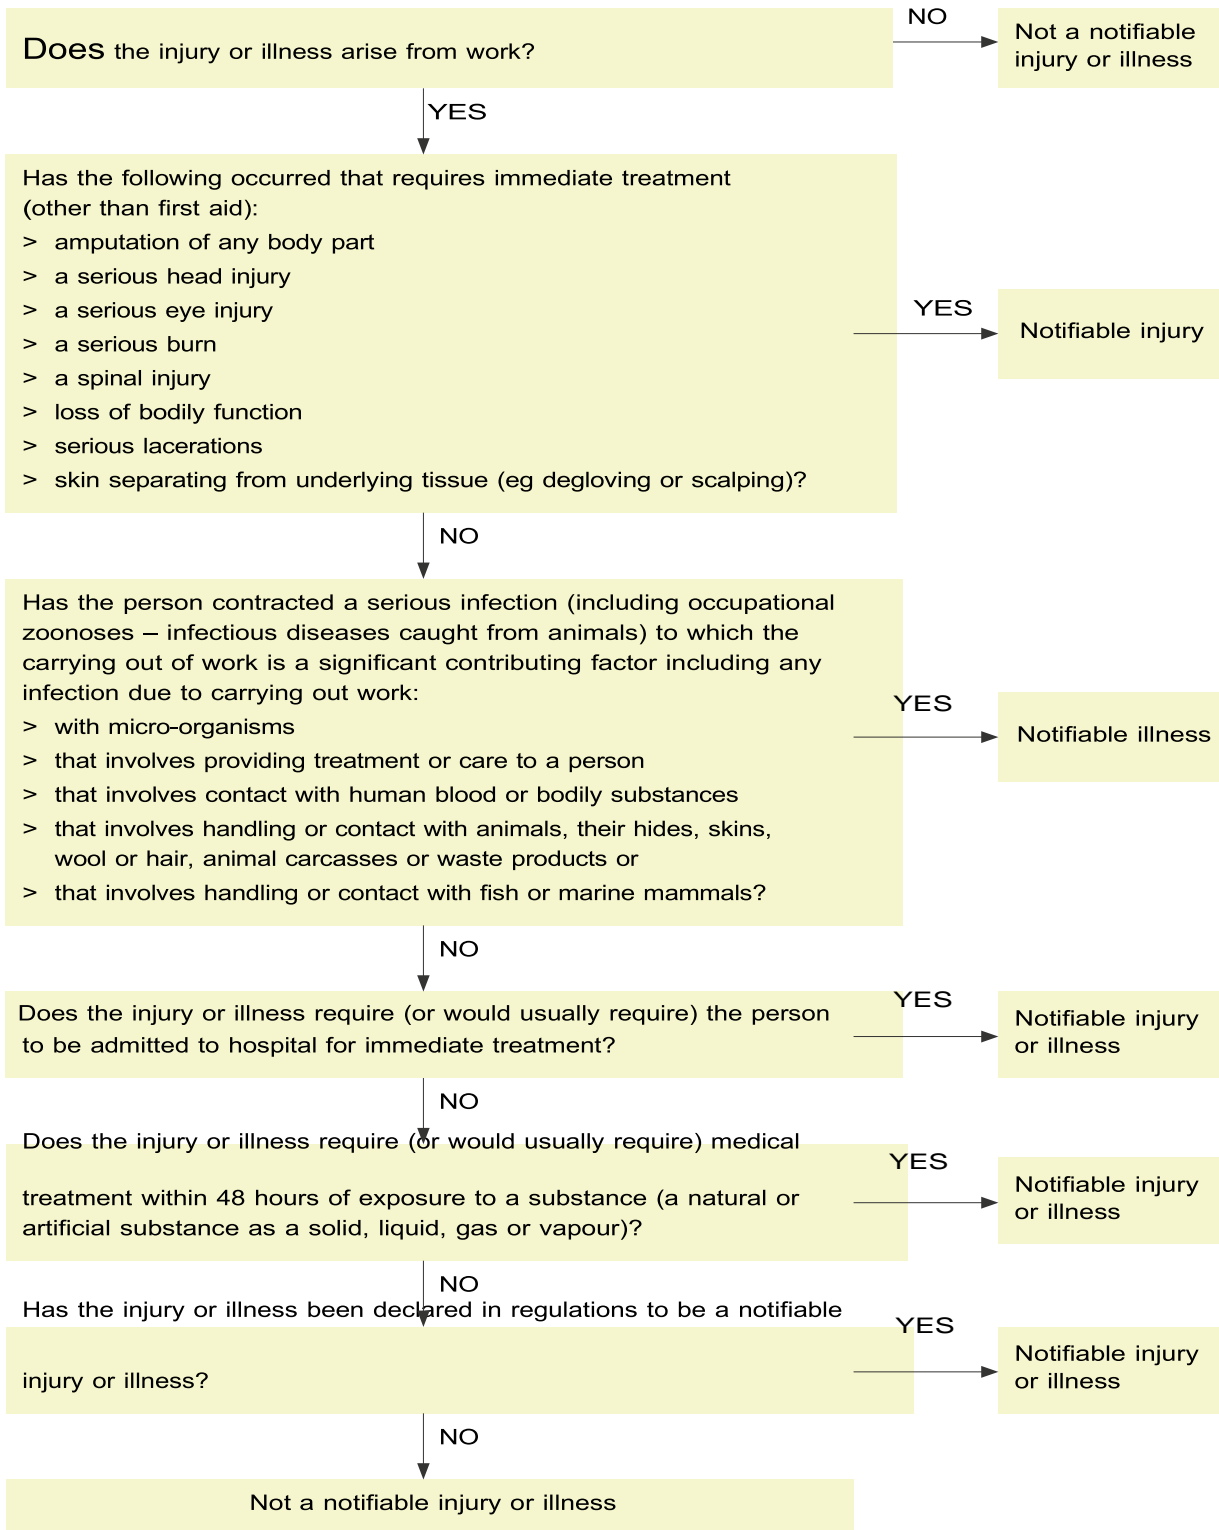 Does the injury or illness arise from work?
NO
Not a notifiable
injury or illness
YES
Has the following occurred that requires immediate treatment
(other than first aid):
> amputation of any body part
> a serious head injury
> a serious eye injury
> a serious burn
> a spinal injury
> loss of bodily function
> serious lacerations
> skin separating from underlying tissue (eg degloving or scalping)?
YES
Notifiable injury
NO
Has the person contracted a serious infection (including occupational
zoonoses – infectious diseases caught from animals) to which the
carrying out of work is a significant contributing factor including any
infection due to carrying out work:
> with micro-organisms
> that involves providing treatment or care to a person
> that involves contact with human blood or bodily substances
> that involves handling or contact with animals, their hides, skins,
wool or hair, animal carcasses or waste products or
> that involves handling or contact with fish or marine mammals?
YES
Notifiable illness
NO
Does the injury or illness require (or would usually require) the person
to be admitted to hospital for immediate treatment?
YES
Notifiable injury
or illness
NO
Does the injury or illness require (or would usually require) medical
treatment within 48 hours of exposure to a substance (a natural or
artificial substance as a solid, liquid, gas or vapour)?
YES
Notifiable injury
or illness
NO
Has the injury or illness been declared in regulations to be a notifiable
injury or illness?
YES
Notifiable injury
or illness
NO
Not a notifiable injury or illness